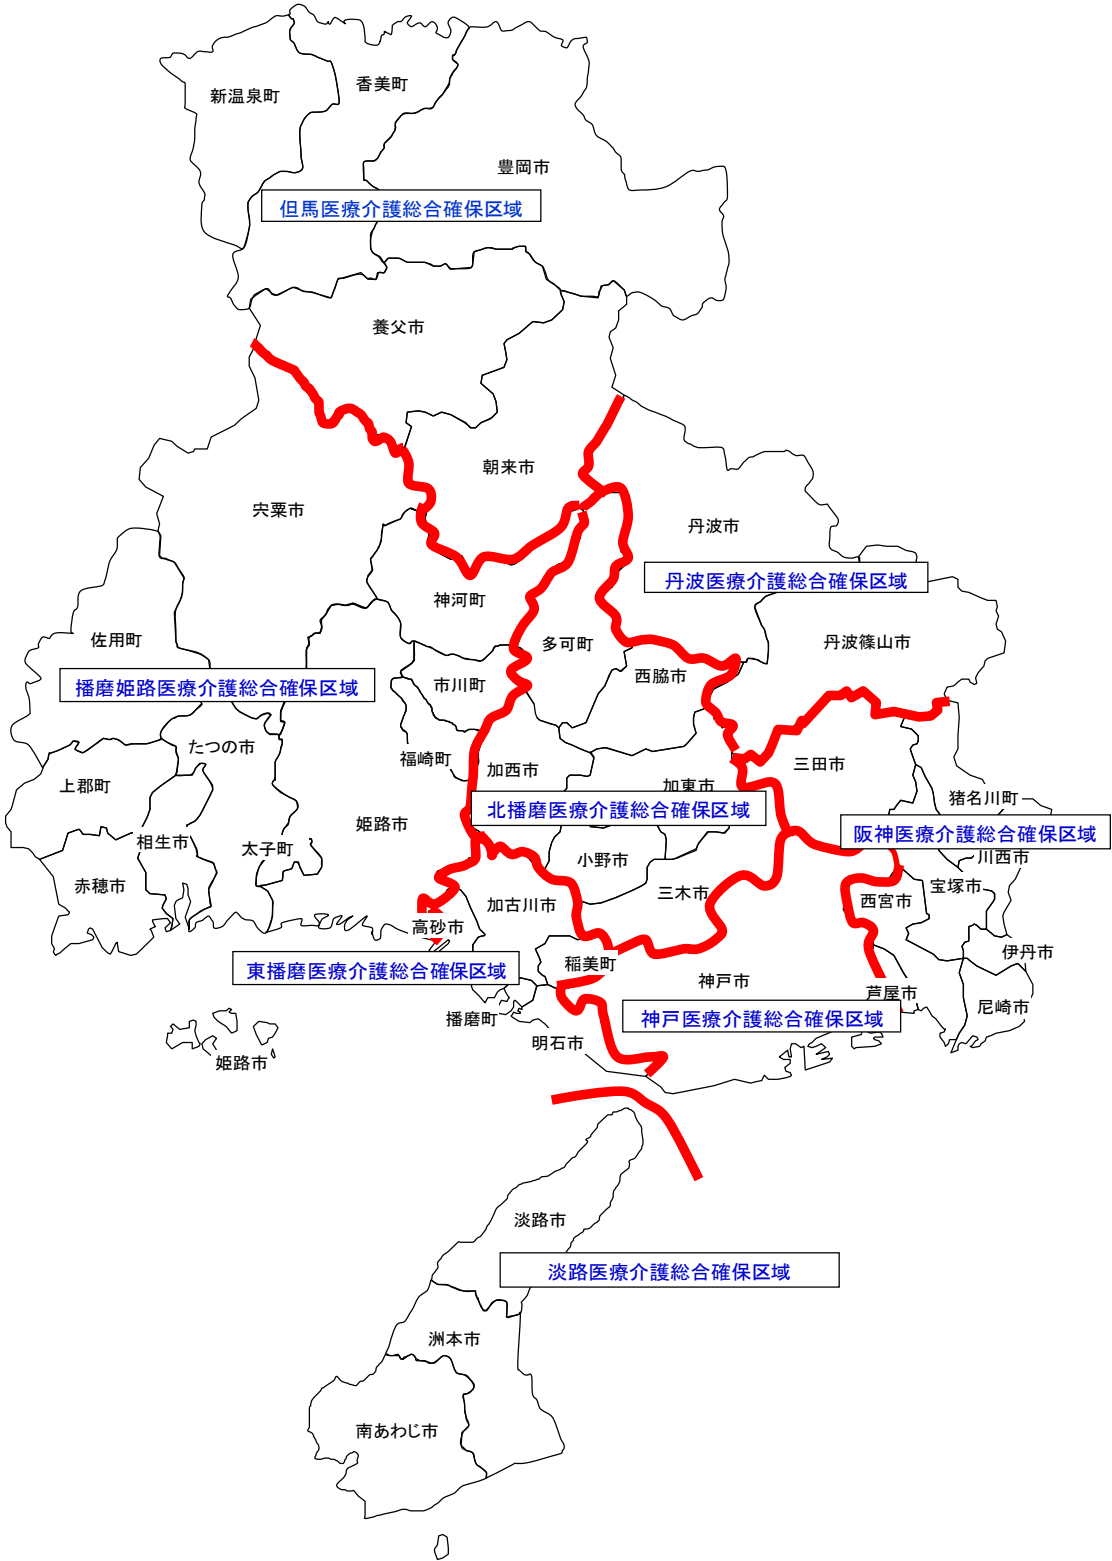 香美町
新温泉町
豊岡市
但馬医療介護総合確保区域
養父市
朝来市
宍粟市
丹波市
丹波医療介護総合確保区域
神河町
佐用町
多可町
丹波篠山市
西脇市
市川町
播磨姫路医療介護総合確保区域
たつの市
福崎町
加西市
三田市
上郡町
加東市
猪名川町
北播磨医療介護総合確保区域
姫路市
阪神医療介護総合確保区域
相生市
太子町
小野市
川西市
赤穂市
三木市
宝塚市
西宮市
加古川市
高砂市
伊丹市
稲美町
東播磨医療介護総合確保区域
神戸市
芦屋市
尼崎市
播磨町
神戸医療介護総合確保区域
明石市
姫路市
淡路市
淡路医療介護総合確保区域
洲本市
南あわじ市